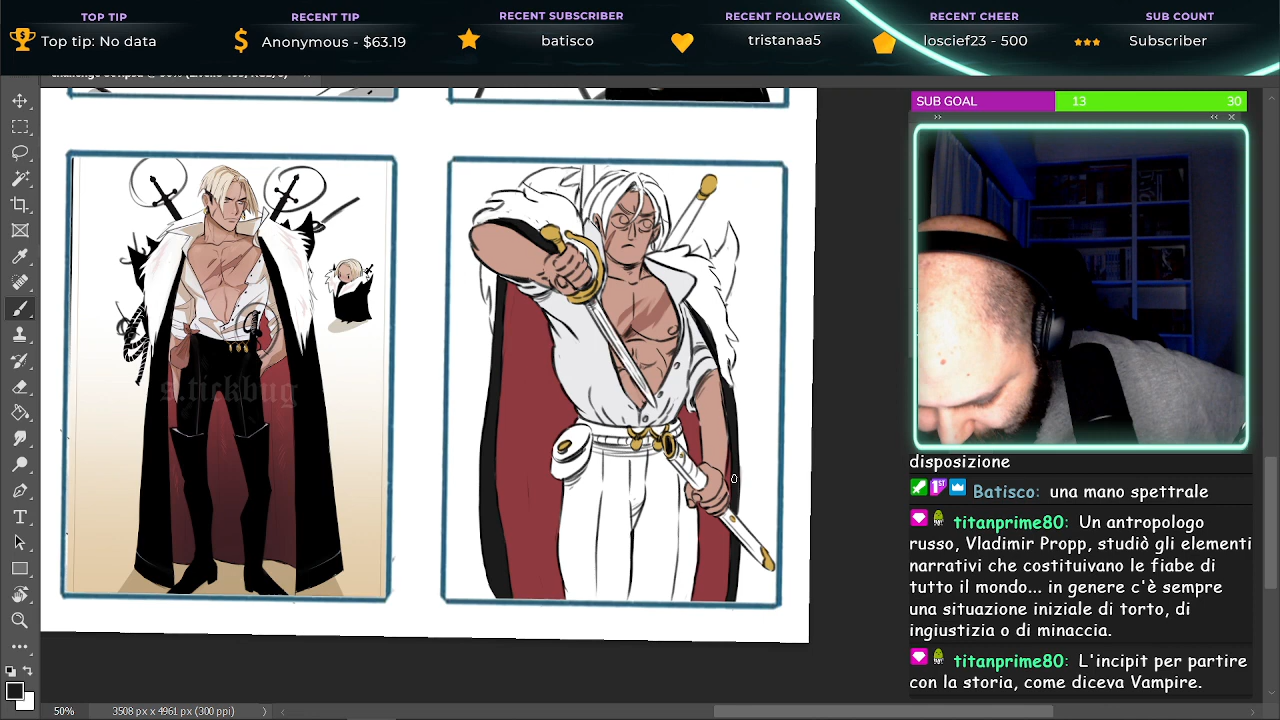 TOP TIP
Top tip: No data
RECENT TIP
Anonymous - $63.19
RECENT SUBSCRIBER
batisco
RECENT FOLLOWER
tristanaa5
RECENT CHEER
loscief23 - 500
SUB COUNT
Subscriber
SUB GOAL 13 30
s.tickbug
disposizione
Batisco: una mano spettrale
titanprime80: Un antropologo
russo, Vladimir Propp, studiò gli elementi
narrativi che costituivano le fiabe di
tutto il mondo... in genere c'è sempre
una situazione iniziale di torto, di
ingiustizia o di minaccia.
titanprime80: L'incipit per partire
con la storia, come diceva Vampire.
50% 3508 px x 4961 px (300 ppi)